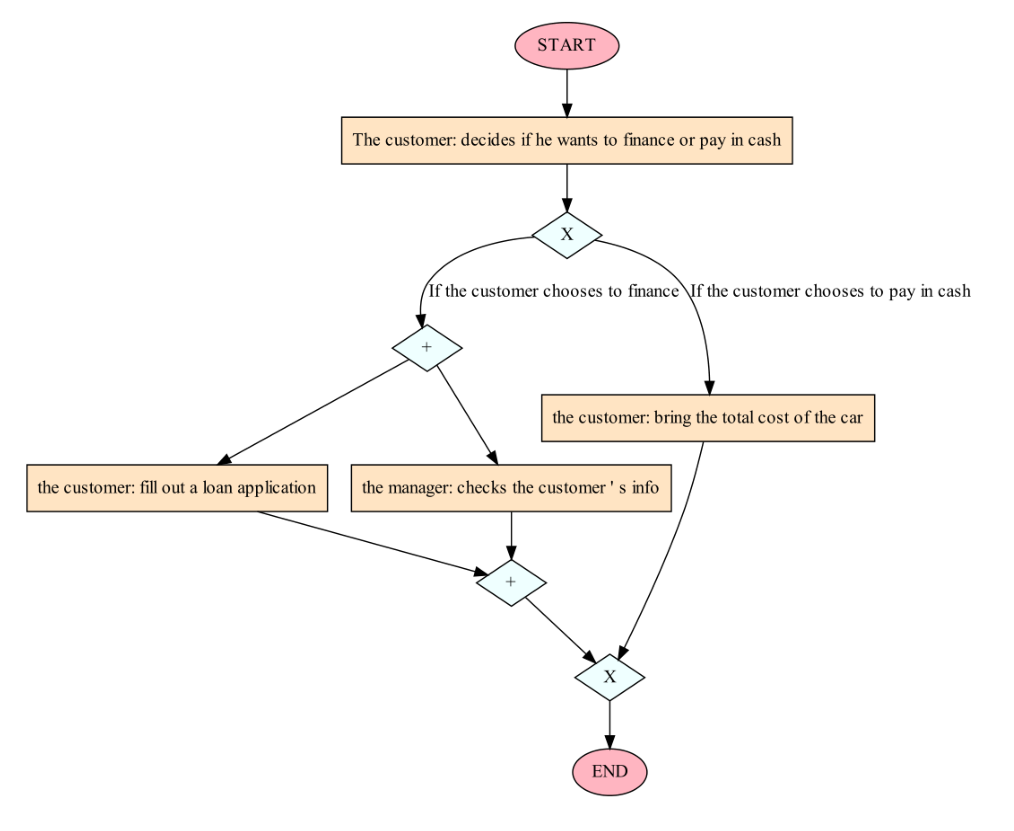 START
The customer: decides if he wants to finance or pay in cash
X
If the customer chooses to finance
If the customer chooses to pay in cash
+
the customer: bring the total cost of the car
the customer: fill out a loan application
the manager: checks the customer ' s info
+
X
END